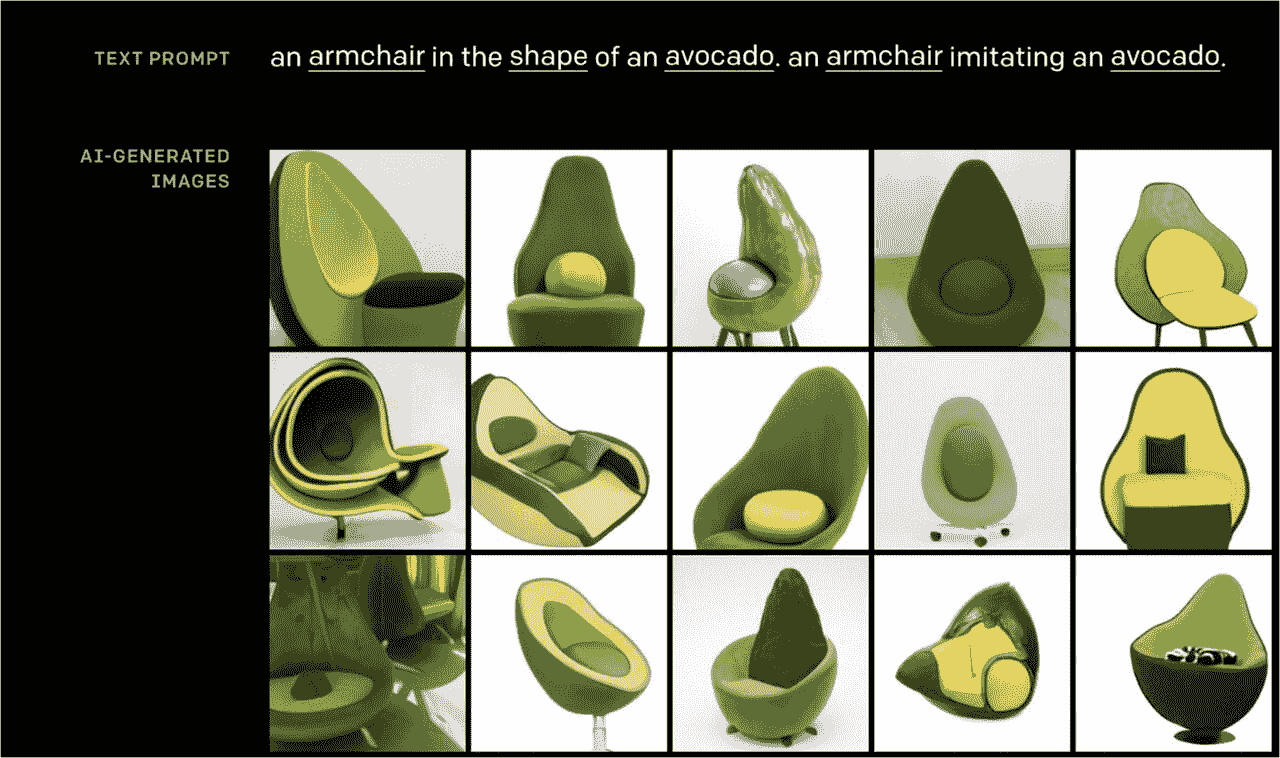 TEXT PROMPT
an armchair in the shape of an avocado. an armchair imitating an avocado.
AI-GENERATED
IMAGES